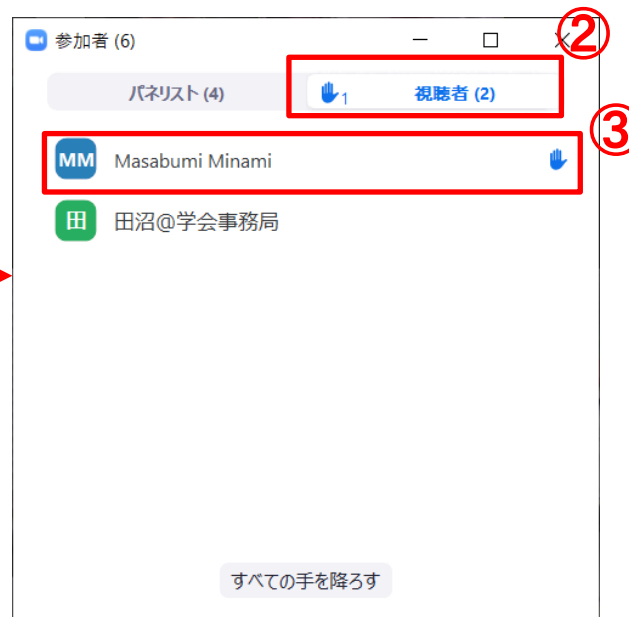 参加者 (6)
②
パネリスト (4)
1 視聴者 (2)
③
MM Masabumi Minami
田 田沼@学会事務局
すべての手を降ろす